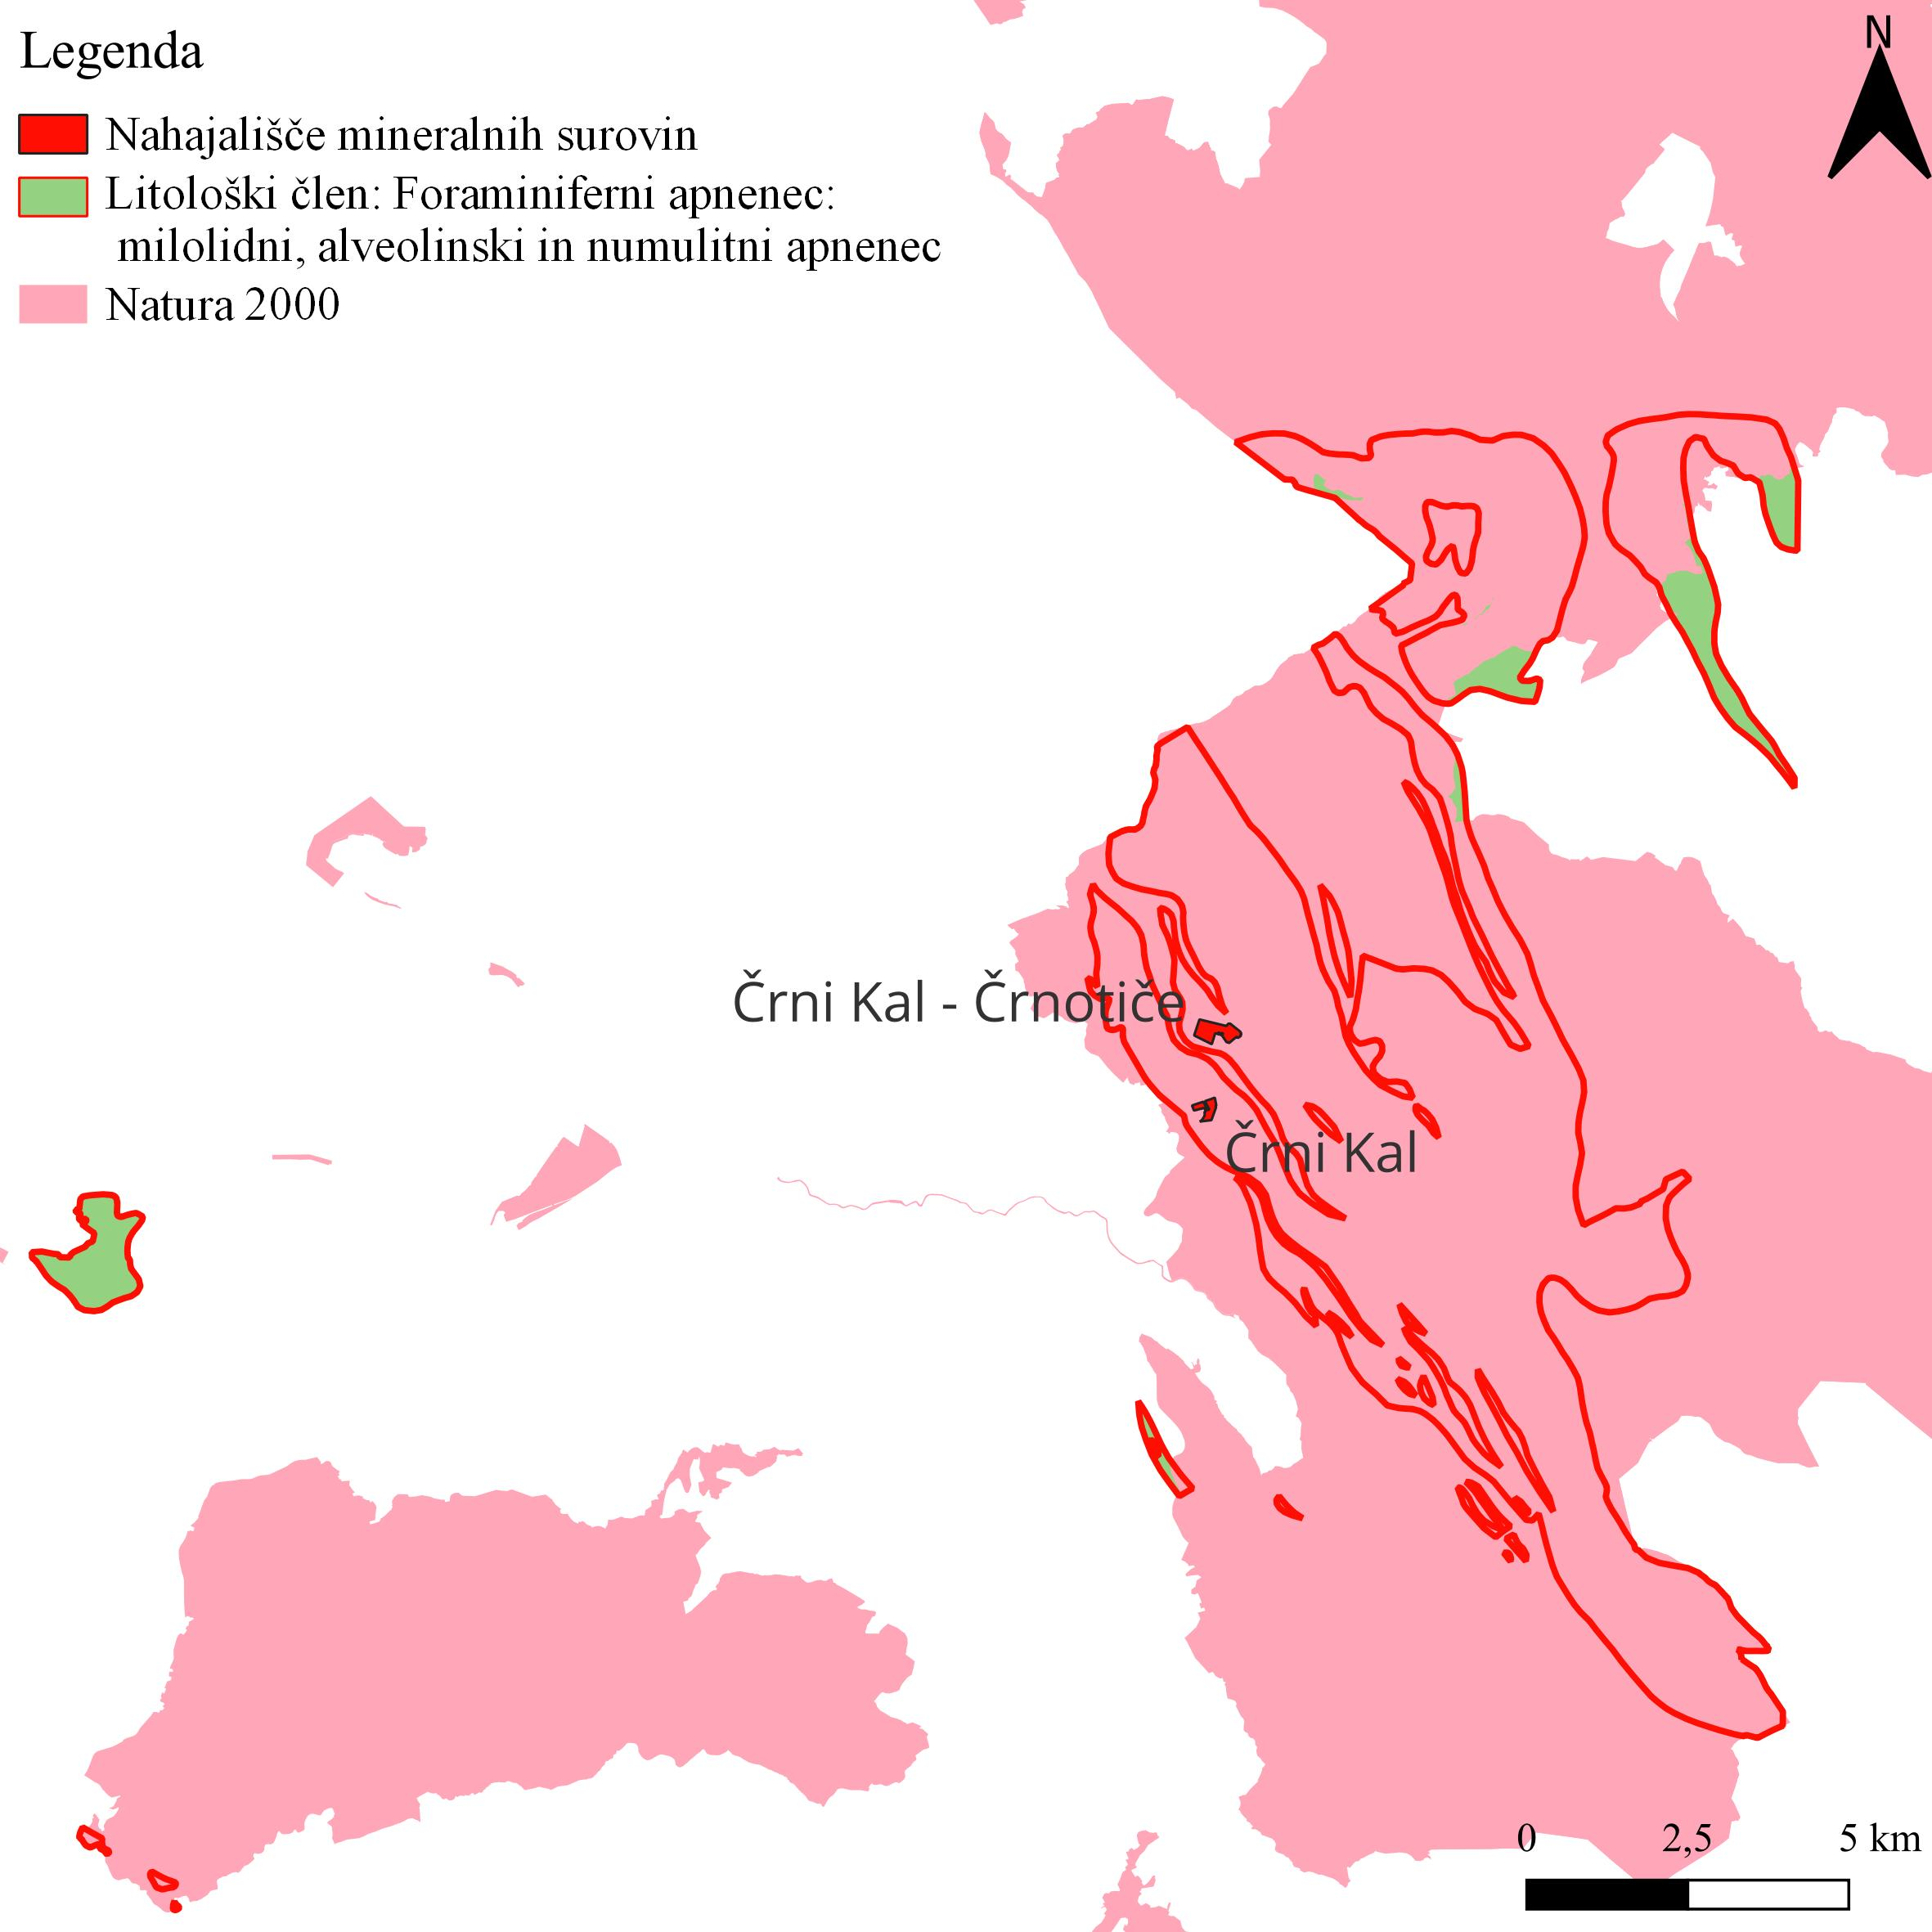 Legenda
N
Nahajališče mineralnih surovin
Litološki člen: Foraminiferni apnenec:
milolidni, alveolinski in numulitni apnenec
Natura 2000
Črni Kal - Črnotiče
Črni Kal
0 2,5 5 km